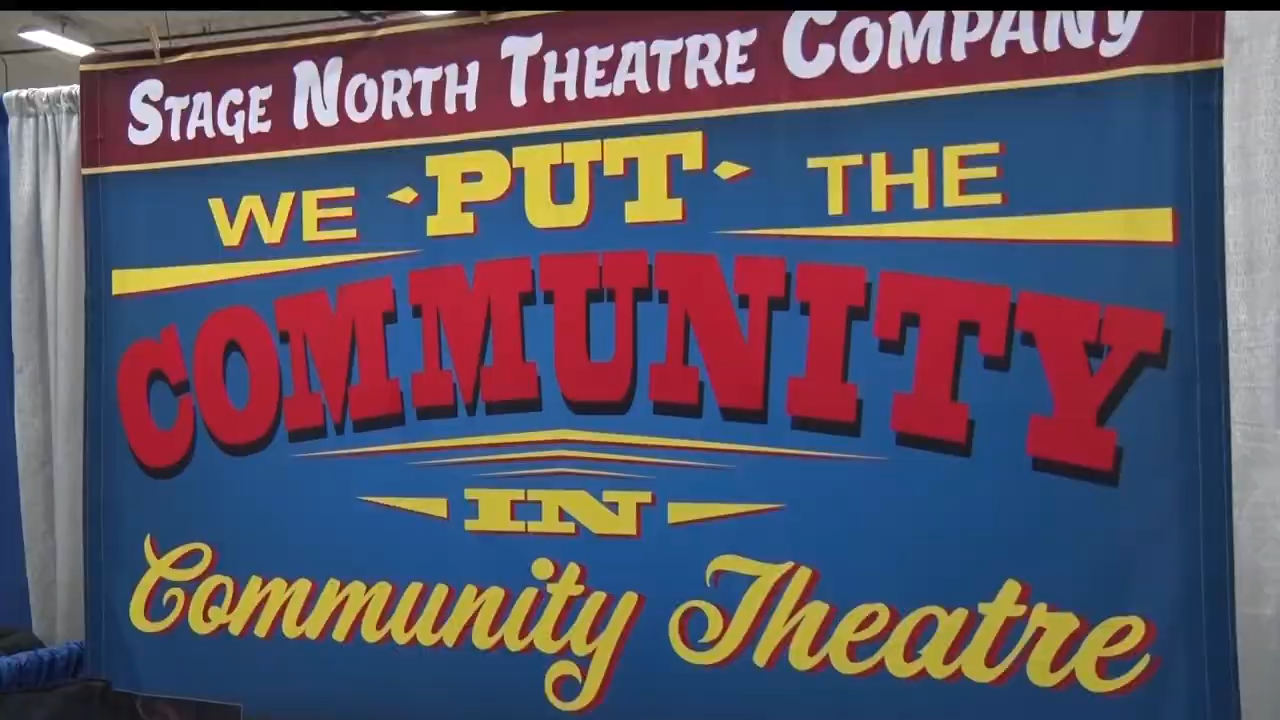 STAGE NORTH THEATRE COMPANY
WE PUT THE
COMMUNITY
IN
Community Theatre